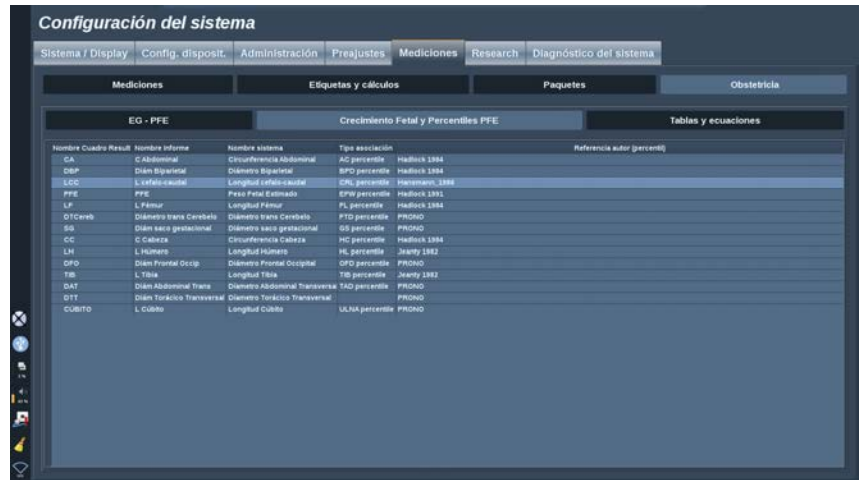 Configuración del sistema
Sistema / Display Config. disposit. Administración Preajustes Mediciones Research Diagnóstico del sistema
Mediciones Etiquetas y cálculos Paquetes Obstetricia
EG - PFE Crecimiento Fetal y Percentiles PFE Tablas y ecuaciones
Nombre Cuadro Result Nombre informe Nombre sistema Tipo asociación Referencia autor (percentil)
CA C Abdominal Circunferencia Abdominal AC percentile Hadlock 1984
DBP Diám Biparietal Diámetro Biparietal BPD percentile Hadlock 1984
LCC L cefalo-caudal Longitud cefalo-caudal CRL percentile Hansmann_1986
PFE PFE Peso Fetal Estimado EFW percentile Hadlock 1991
LF L Fémur Longitud Fémur FL percentile Hadlock 1984
DTCereb Diámetro trans Cerebelo Diámetro trans Cerebelo FTD percentile PRONO
SG Diám saco gestacional Diámetro saco gestacional GS percentile PRONO
CC C Cabeza Circunferencia Cabeza HC percentile Hadlock 1984
LH L Húmero Longitud Húmero HL percentile Jeanty 1982
DFO Diám Frontal Occip Diámetro Frontal Occipital OFD percentile PRONO
TIB L Tibia Longitud Tibia TIB percentile Jeanty 1982
DAT Diám Abdominal Trans Diametro Abdominal Transversa TAD percentile PRONO
DTT Diám Torácico Transversal Diametro Torácico Transversal PRONO
CÚBITO L Cúbito Longitud Cúbito ULNA percentile PRONO